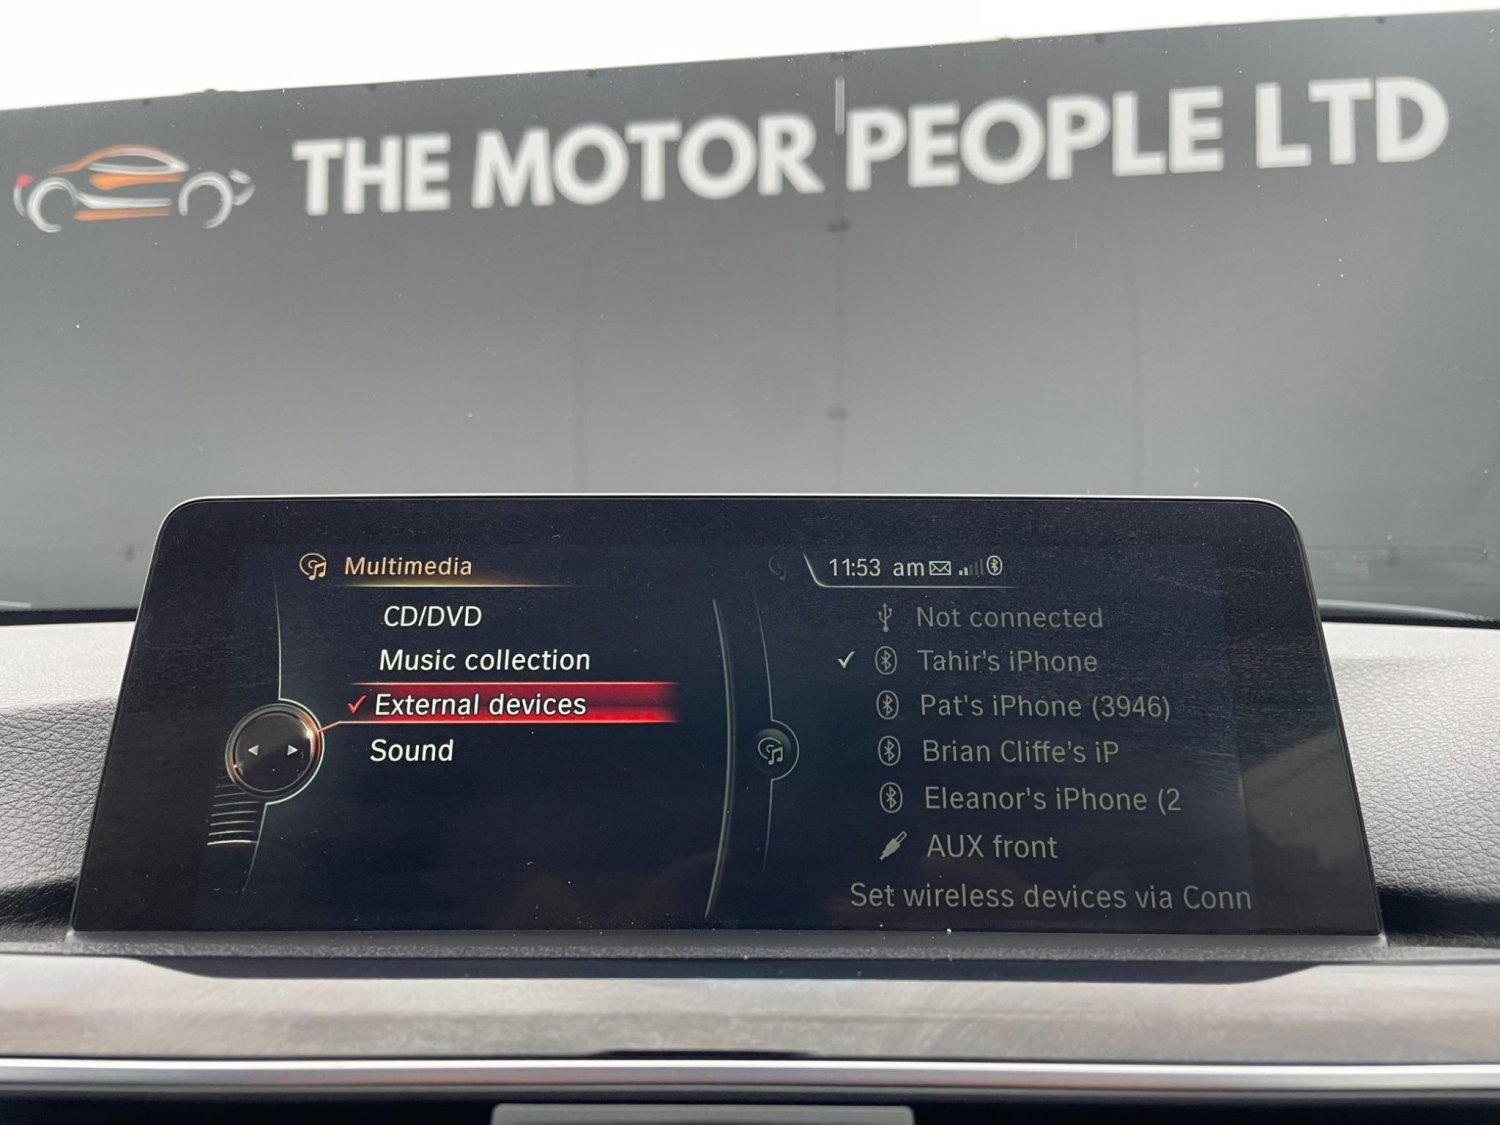 THE MOTOR PEOPLE LTD
Multimedia
CD/DVD
Music collection
External devices
Sound
11:53 am
Not connected
Tahir's iPhone
Pat's iPhone (3946)
Brian Cliffe's iP
Eleanor's iPhone (2
AUX front
Set wireless devices via Conn